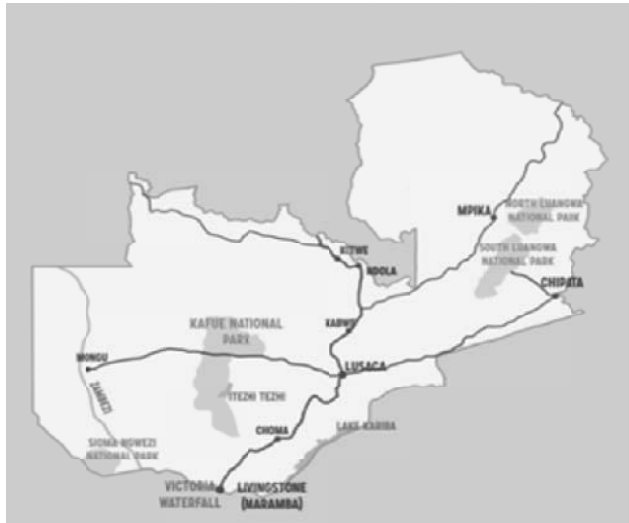 MPIKA
NORTH LUANGWA
NATIONAL PARK
SOUTH LUANGWA
NATIONAL PARK
KITWE
NDOLA
CHIPATA
KAFUE NATIONAL
PARK
KABWE
MONGU
LUSACA
ZAMBEZI
ITEZHI TEZHI
CHOMA
LAKE KARIBA
SIOMA NGWEZI
NATIONAL PARK
VICTORIA
WATERFALL
LIVINGSTONE
(MARAMBA)